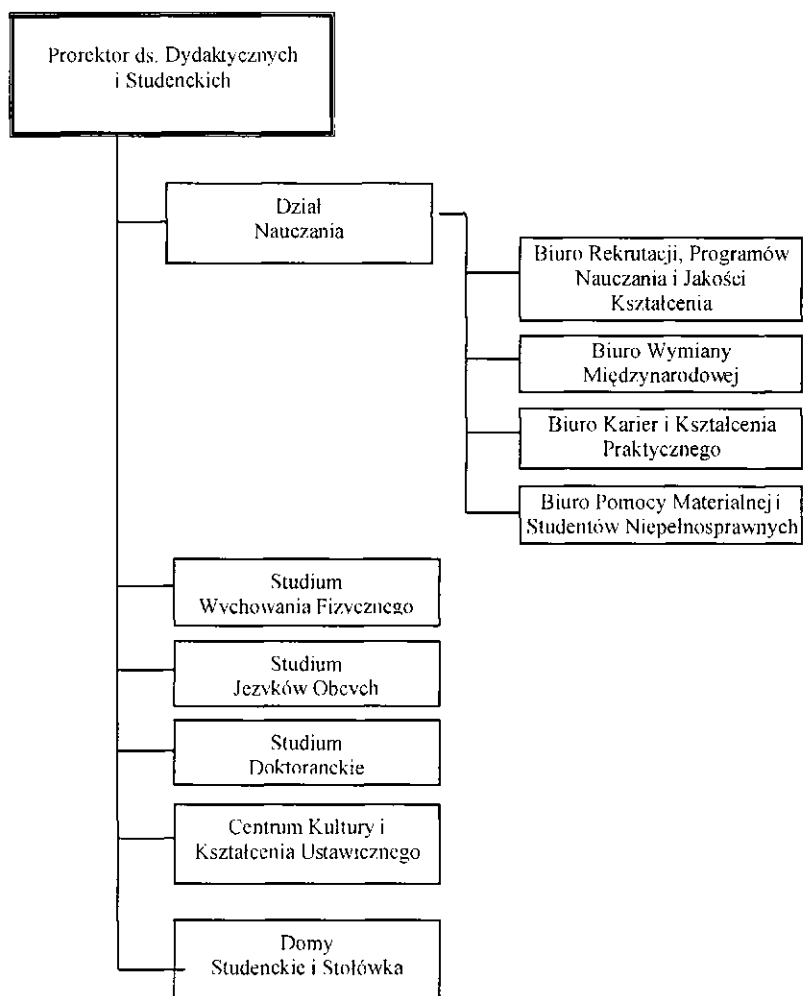 Prorektor ds. Dydaktycznych
i Studenckich
Dział
Nauczania
Biuro Rekrutacji, Programów
Nauczania i Jakości
Kształcenia
Biuro Wymiany
Międzynarodowej
Biuro Karier i Kształcenia
Praktycznego
Biuro Pomocy Materialnej i
Studentów Niepełnosprawnych
Studium
Wychowania Fizycznego
Studium
Języków Obcych
Studium
Doktoranckie
Centrum Kultury i
Kształcenia Ustawicznego
Domy
Studenckie i Stołówka